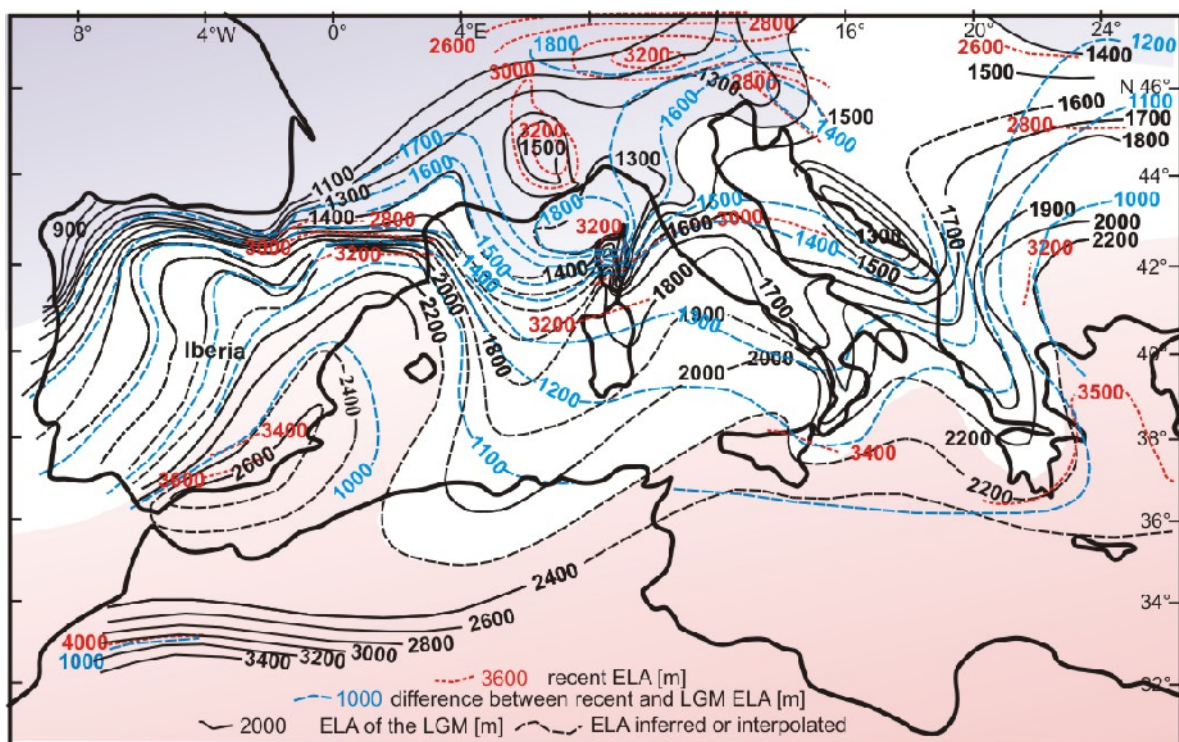 8° 4°W 0° 4°E 16° 20° 24°
2600 1800 2800 2600 1400 1200
3000 3200 2800 1300 1500 N 46°
1600 1500 1600 1100
3200 1700 1500 1400 2800 1700
1100 1600 1300 1800
1300 44°
900 1400 2800 1800 3200 1500 3000 1600 1700 1900 1000
3000 3200 1500 1400 1400 1300 2000
1400 1800 1500 3200 2200 42°
2000 2200 3200 1900 1300 1700
Iberia 1800 2000 2000 40°
2400 1200 3500
3400 2200 38°
3600 2600 1000 1100 3400 2200
36°
2400
2600 34°
4000 2800
1000 3400 3200 3000
3600 recent ELA [m]
1000 difference between recent and LGM ELA [m] 32°
2000 ELA of the LGM [m] ELA inferred or interpolated